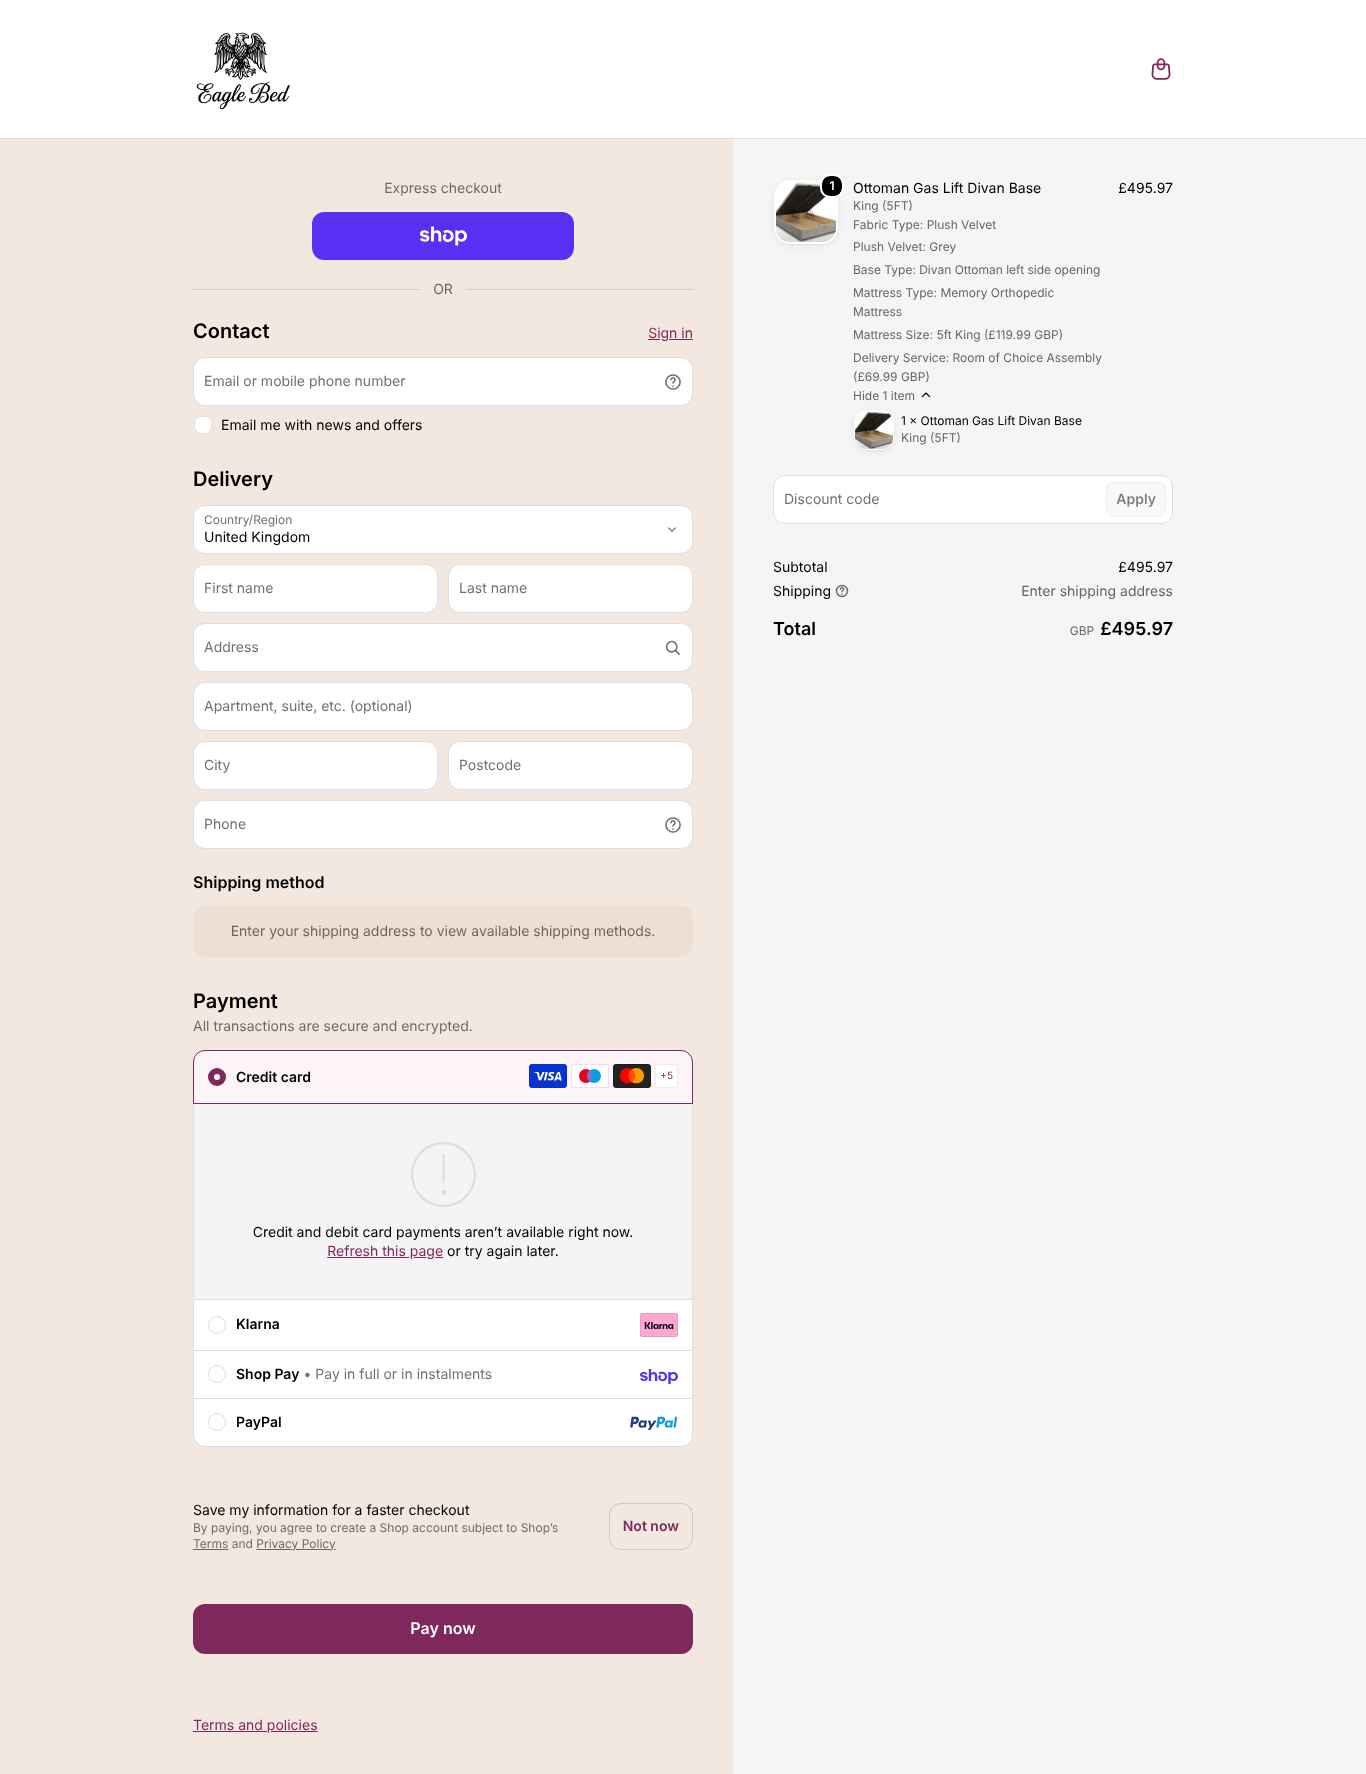 Eagle Bed
Express checkout
shop
OR
Contact
Sign in
Email or mobile phone number
Email me with news and offers
Delivery
Country/Region
United Kingdom
First name
Last name
Address
Apartment, suite, etc. (optional)
City
Postcode
Phone
Shipping method
Enter your shipping address to view available shipping methods.
Payment
All transactions are secure and encrypted.
Credit card
VISA
+5
Credit and debit card payments aren’t available right now.
Refresh this page or try again later.
Klarna
Klarna
Shop Pay • Pay in full or in instalments
shop
PayPal
PayPal
Save my information for a faster checkout
By paying, you agree to create a Shop account subject to Shop’s
Terms and Privacy Policy
Not now
Pay now
Terms and policies
1
Ottoman Gas Lift Divan Base
£495.97
King (5FT)
Fabric Type: Plush Velvet
Plush Velvet: Grey
Base Type: Divan Ottoman left side opening
Mattress Type: Memory Orthopedic
Mattress
Mattress Size: 5ft King (£119.99 GBP)
Delivery Service: Room of Choice Assembly
(£69.99 GBP)
Hide 1 item
1 × Ottoman Gas Lift Divan Base
King (5FT)
Discount code
Apply
Subtotal
£495.97
Shipping
Enter shipping address
Total
GBP £495.97